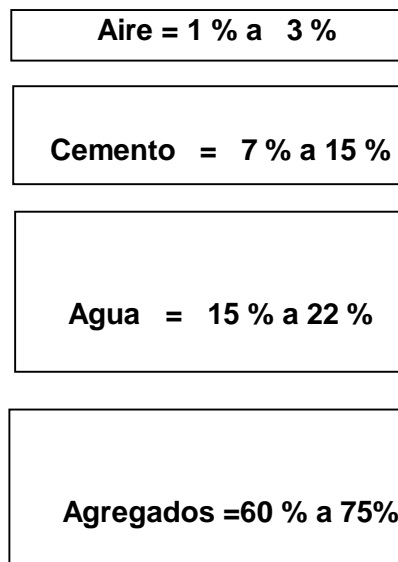 Aire = 1 % a 3 %
Cemento = 7 % a 15 %
Agua = 15 % a 22 %
Agregados =60 % a 75%